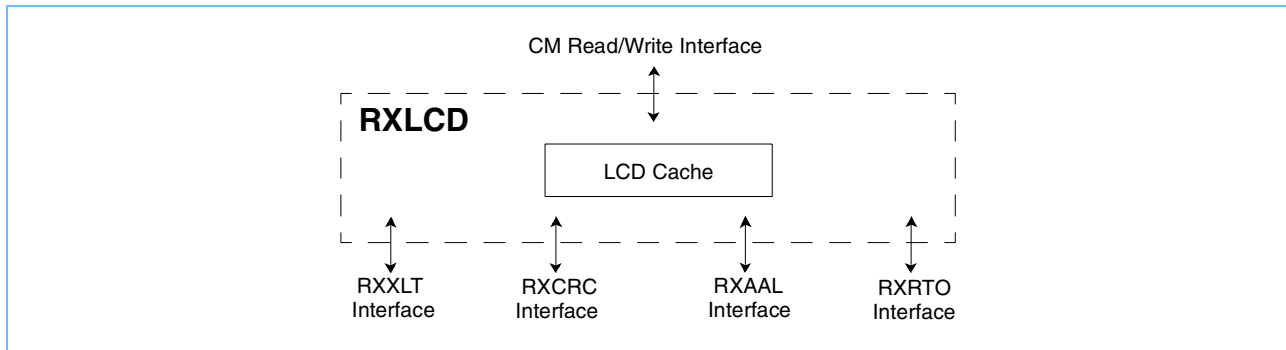 CM Read/Write Interface
RXLCD
LCD Cache
RXXLT
Interface
RXCRC
Interface
RXAAL
Interface
RXRTO
Interface